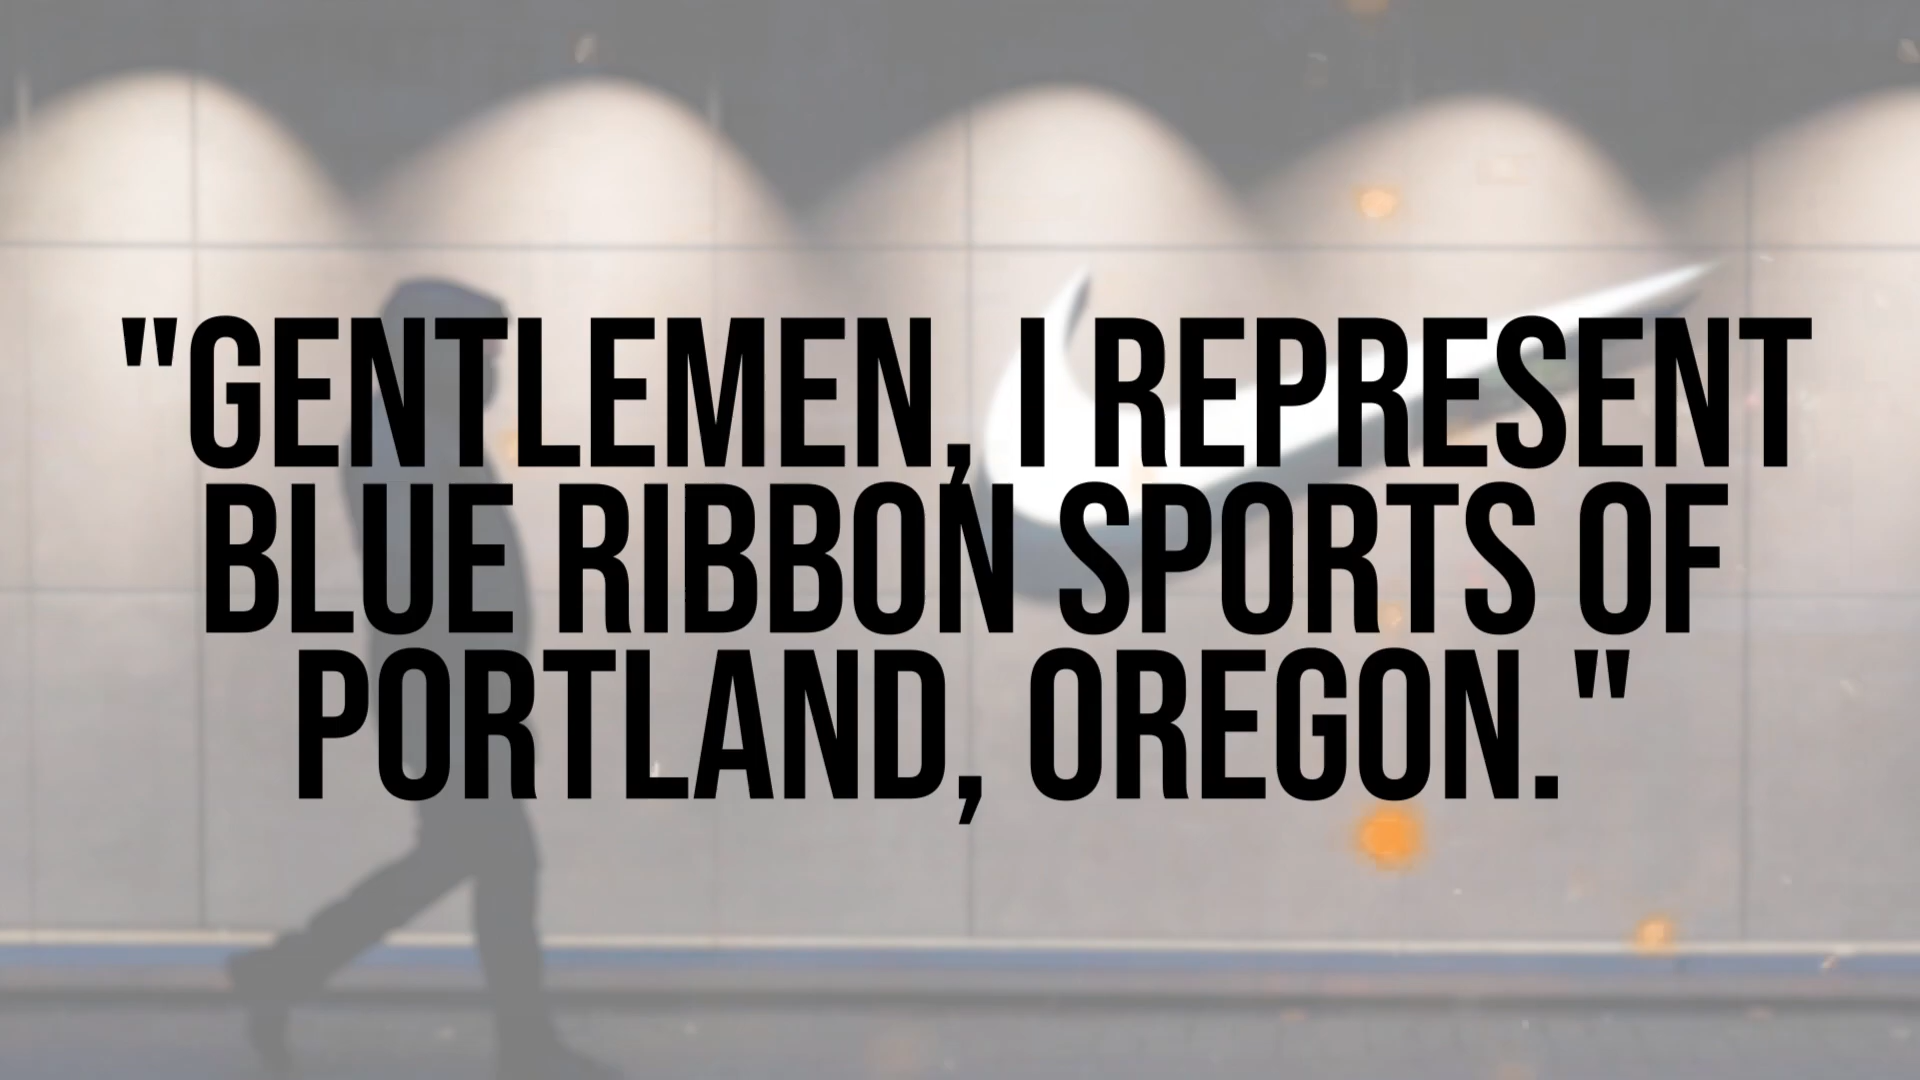 "GENTLEMEN, I REPRESENT
BLUE RIBBON SPORTS OF
PORTLAND, OREGON."